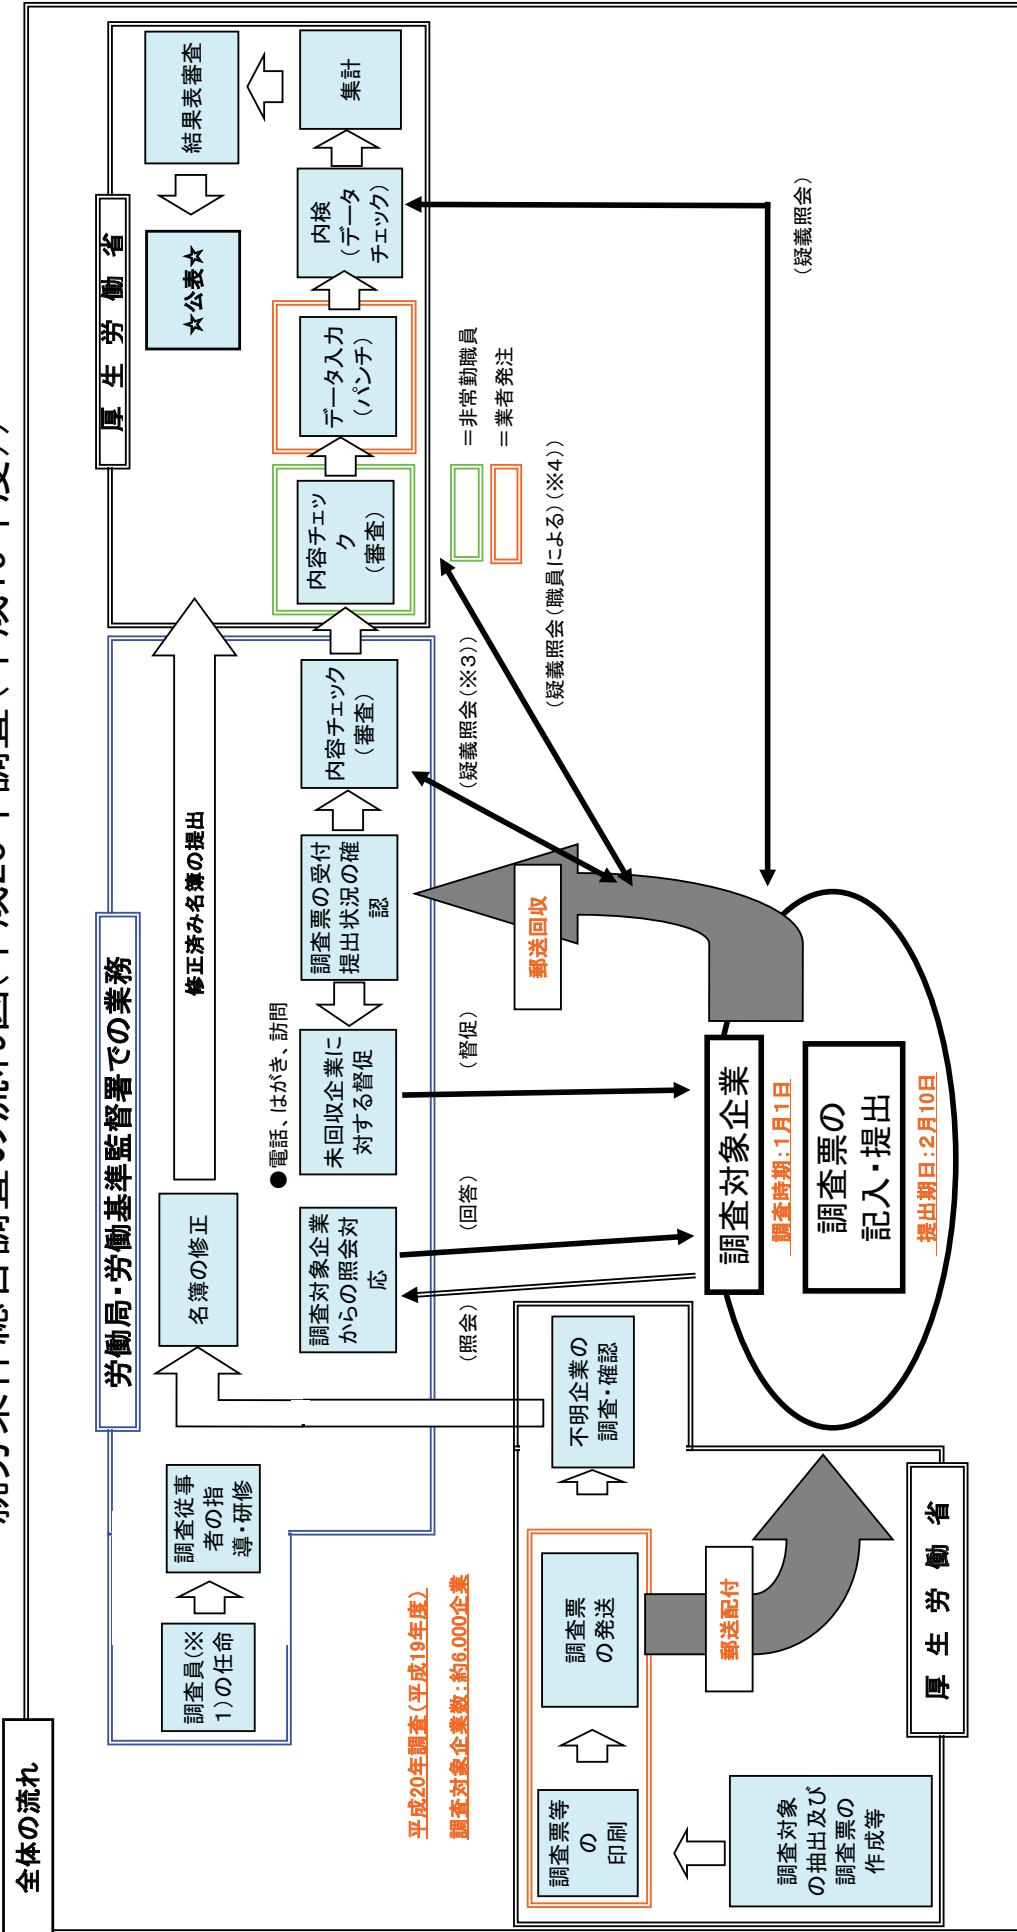 全体の流れ
厚生労働省
調査対象
の抽出及び
調査票の
作成等
調査票等
の
印刷
調査票
の発送
郵送配付
不明企業の
調査・確認
平成20年調査(平成19年度)
調査対象企業数:約6,000企業
労働局・労働基準監督署での業務
調査員(※
1)の任命
調査従事
者の指
導・研修
名簿の修正
修正済み名簿の提出
調査対象企業
からの照会対
応
●電話、はがき、訪問
未回収企業に
対する督促
調査票の受付
提出状況の確
認
内容チェック
(審査)
(照会)
(回答)
(督促)
(疑義照会(※3))
(疑義照会(職員による)(※4))
(疑義照会)
郵送回収
調査対象企業
調査時期:1月1日
調査票の
記入・提出
提出期日:2月10日
厚生労働省
内容チェッ
ク
(審査)
データ入力
(パンチ)
内検
(データ
チェック)
集計
結果表審査
☆公表☆
=非常勤職員
=業者発注